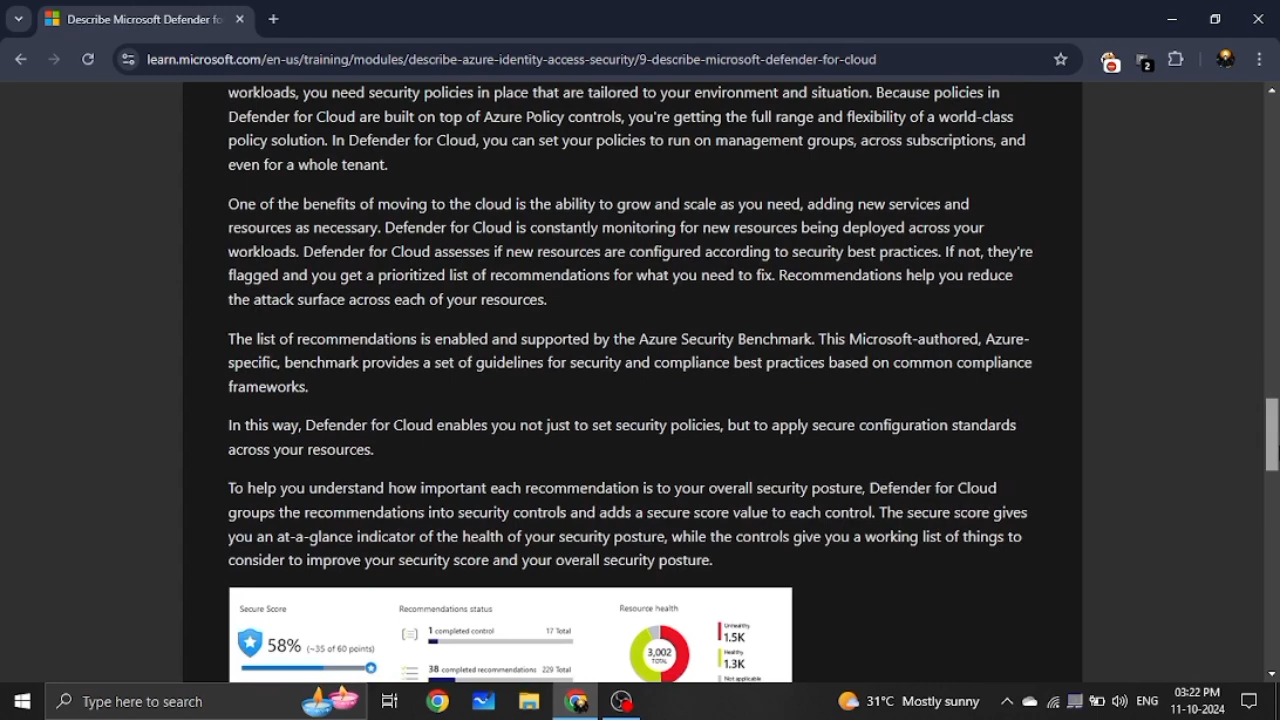 Describe Microsoft Defender fo
learn.microsoft.com/en-us/training/modules/describe-azure-identity-access-security/9-describe-microsoft-defender-for-cloud
2
workloads, you need security policies in place that are tailored to your environment and situation. Because policies in
Defender for Cloud are built on top of Azure Policy controls, you're getting the full range and flexibility of a world-class
policy solution. In Defender for Cloud, you can set your policies to run on management groups, across subscriptions, and
even for a whole tenant.
One of the benefits of moving to the cloud is the ability to grow and scale as you need, adding new services and
resources as necessary. Defender for Cloud is constantly monitoring for new resources being deployed across your
workloads. Defender for Cloud assesses if new resources are configured according to security best practices. If not, they're
flagged and you get a prioritized list of recommendations for what you need to fix. Recommendations help you reduce
the attack surface across each of your resources.
The list of recommendations is enabled and supported by the Azure Security Benchmark. This Microsoft-authored, Azure-
specific, benchmark provides a set of guidelines for security and compliance best practices based on common compliance
frameworks.
In this way, Defender for Cloud enables you not just to set security policies, but to apply secure configuration standards
across your resources.
To help you understand how important each recommendation is to your overall security posture, Defender for Cloud
groups the recommendations into security controls and adds a secure score value to each control. The secure score gives
you an at-a-glance indicator of the health of your security posture, while the controls give you a working list of things to
consider to improve your security score and your overall security posture.
Secure Score
58% (~35 of 60 points)
Recommendations status
1 completed control 17 Total
38 completed recommendations 229 Total
Resource health
3,002
TOTAL
Unhealthy
1.5K
Healthy
1.3K
Not applicable
Type here to search
31°C Mostly sunny
ENG
03:22 PM
11-10-2024